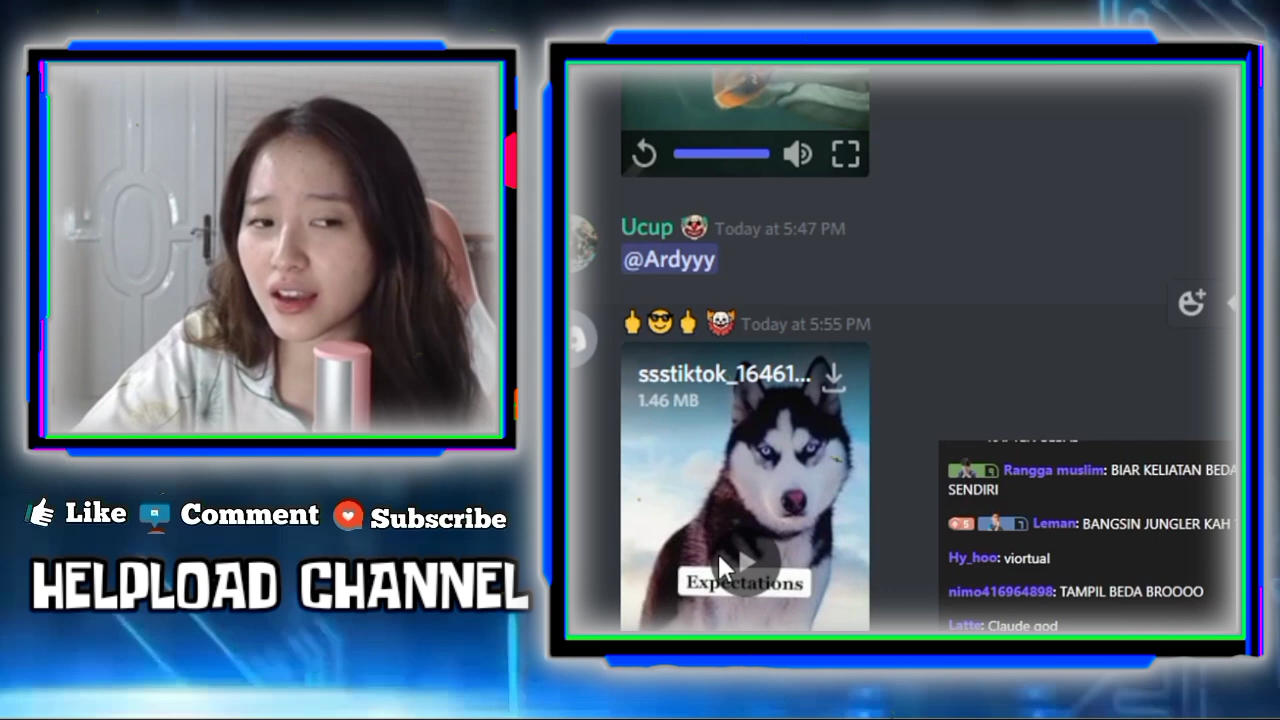 Like
Comment
Subscribe
HELPLOAD CHANNEL
Ucup Today at 5:47 PM
@Ardyyy
Today at 5:55 PM
ssstiktok_16461...
1.46 MB
Expectations
Rangga muslim: BIAR KELIATAN BEDA
SENDIRI
5 Leman: BANGSIN JUNGLER KAH
Hy_hoo: viortual
nimo416964898: TAMPIL BEDA BROOOO
Latte: Claude god